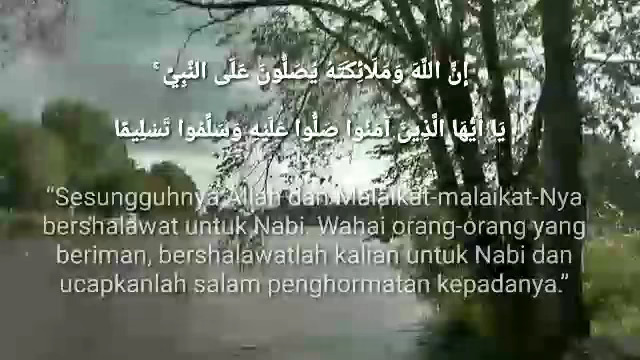 إِنَّ اللَّهَ وَمَلَائِكَتَهُ يُصَلُّونَ عَلَى النَّبِيِّ ۚ
يَا أَيُّهَا الَّذِينَ آمَنُوا صَلُّوا عَلَيْهِ وَسَلِّمُوا تَسْلِيمًا
“Sesungguhnya Allah dan Malaikat-malaikat-Nya
bershalawat untuk Nabi. Wahai orang-orang yang
beriman, bershalawatlah kalian untuk Nabi dan
ucapkanlah salam penghormatan kepadanya.”